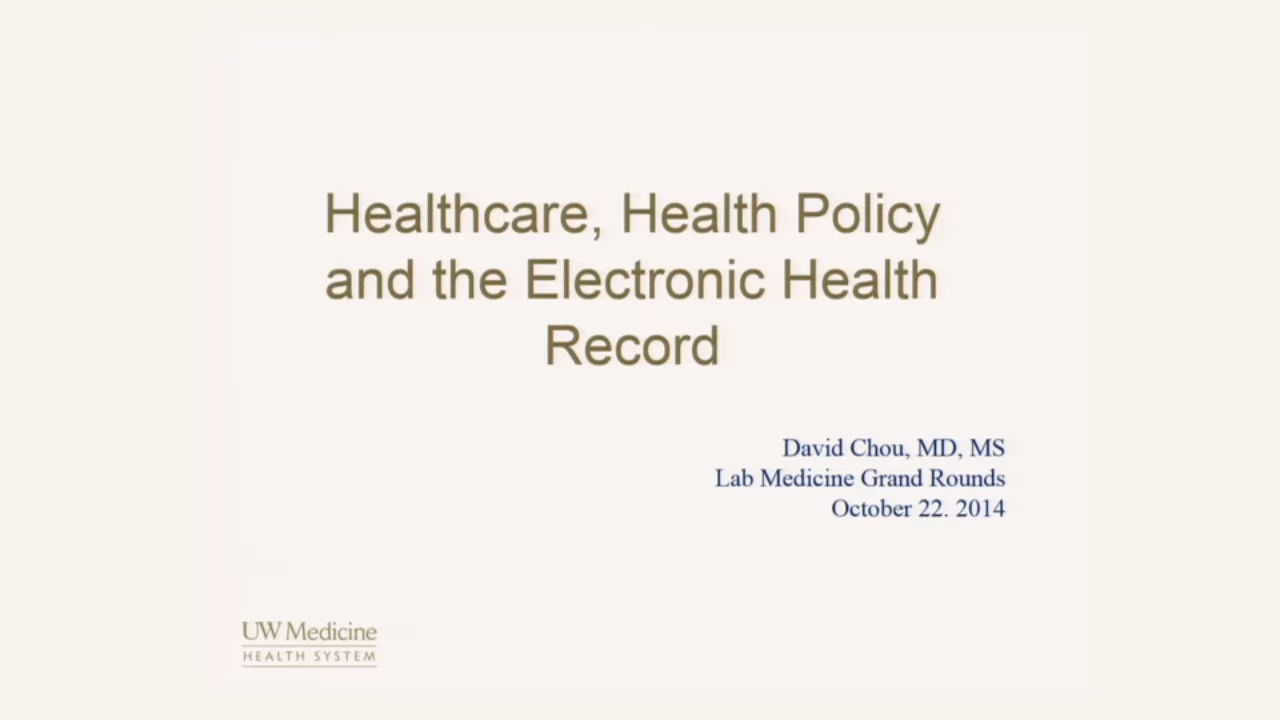 Healthcare, Health Policy
and the Electronic Health
Record
David Chou, MD, MS
Lab Medicine Grand Rounds
October 22. 2014
UW Medicine
HEALTH SYSTEM